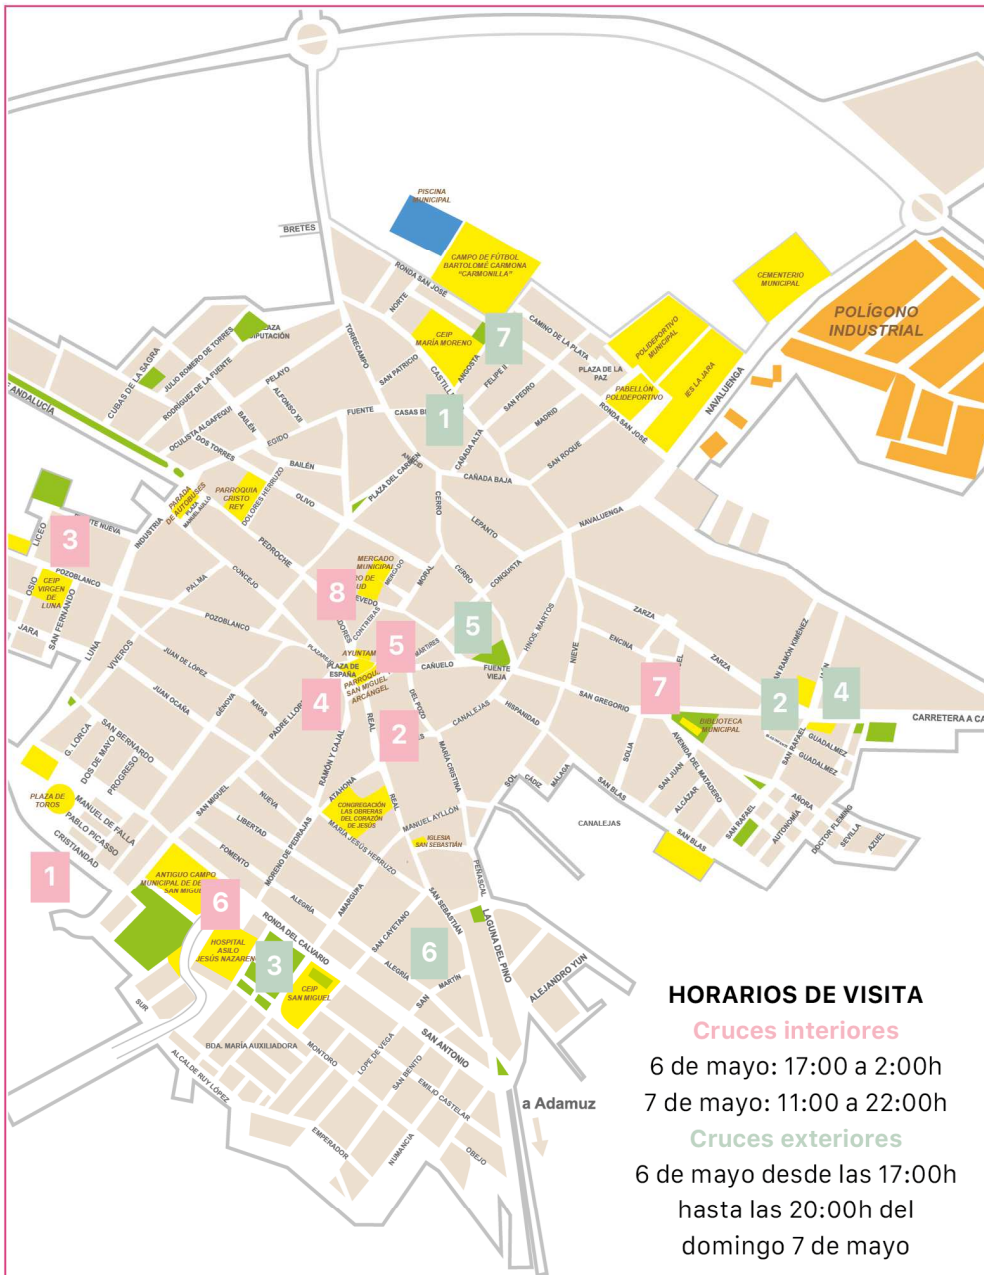 PISCINA
MUNICIPAL
BRETES
CAMPO DE FÚTBOL
BARTOLOMÉ CARMONA
"CARMONILLA"
RONDA SAN JOSÉ
NORTE
CEMENTERIO
MUNICIPAL
POLÍGONO
INDUSTRIAL
TORRECAMPO
CEIP
MARÍA MORENO
7
CAMINO DE LA PLATA
POLIDEPORTIVO
MUNICIPAL
IES LA JARA
PLAZA DE LA
PAZ
PABELLÓN
POLIDEPORTIVO
NAVALUENGA
RONDA SAN JOSÉ
JULIO ROMERO DE TORRES
CUBAS DE LA SAGRA
RODRÍGUEZ DE LA FUENTE
PELAYO
ALFONSO XII
SAN PATRICIO
ANGOSTA
FELIPE II
SAN PEDRO
MADRID
SAN ROQUE
1
FUENTE
OCULISTA ALGAFEQUI
BAILÉN
DOS TORRES
EGIDO
BAILÉN
PLAZA DEL CARMEN
CAÑADA ALTA
CAÑADA BAJA
ANDALUCÍA
PARADA
DE AUTOBUSES
PLAZA
PARROQUIA
CRISTO
REY
DOLORES HERRUZO
OLIVO
CERRO
LEPANTO
NAVALUENGA
INDUSTRIA
PEDROCHE
LICEO
3
POZOBLANCO
OSIO
CEIP
VIRGEN
DE
LUNA
SAN FERNANDO
JARA
LUNA
VIVEROS
PALMA
CONCEJO
POZOBLANCO
MERCADO
MUNICIPAL
MERCADO
MORAL
CERRO
CONQUISTA
8
CONTRERAS
5
MÁRTIRES
5
HNOS. MARTOS
NIEVE
ZARZA
ENCINA
ZARZA
JUAN DE LÓPEZ
JUAN OCAÑA
GÉNOVA
NAVAS
PLAZA DE
ESPAÑA
SAN MIGUEL
ARCÁNGEL
CAÑUELO
FUENTE
VIEJA
4
2
DEL POZO
CANALEJAS
HISPANIDAD
SAN GREGORIO
7
BIBLIOTECA
MUNICIPAL
2
4
CARRETERA A CA
SAN RAFAEL
GUADALMEZ
GUADALMEZ
REAL
RAMÓN Y CAJAL
MARÍA CRISTINA
SOLIA
AVENIDA DEL MATADERO
SAN JUAN
ALCÁZAR
SAN BLAS
SOL
CÁDIZ
MÁLAGA
G. LORCA
DOS DE MAYO
SAN BERNARDO
PROGRESO
PLAZA DE
TOROS
MANUEL DE FALLA
PABLO PICASSO
CRISTIANDAD
SAN MIGUEL
NUEVA
LIBERTAD
FOMENTO
ATAHONA
CONGREGACIÓN
LAS OBRERAS
DEL CORAZÓN
DE JESÚS
REAL
MANUEL AYLLÓN
MARÍA JESÚS HERRUZO
IGLESIA
SAN SEBASTIÁN
CANALEJAS
SAN BLAS
SAN RAFAEL
AÑORA
AUTONOMÍA
DOCTOR FLEMING
SEVILLA
AZUEL
1
ANTIGUO CAMPO
SAN MIGUEL
6
MORENO DE PEDRAJAS
ALEGRÍA
AMARGURA
PEÑASCAL
SAN SEBASTIÁN
LAGUNA DEL PINO
RONDA DEL CALVARIO
HOSPITAL
ASILO
JESÚS NAZARENO
3
SAN CAYETANO
ALEGRÍA
6
SAN
MARTÍN
ALEJANDRO YUN
CEIP
SAN MIGUEL
SUR
BDA. MARÍA AUXILIADORA
MONTORO
LOPE DE VEGA
SAN BENITO
SAN ANTONIO
EMILIO CASTELAR
ALCALDE RUY LÓPEZ
EMPERADOR
NUMANCIA
OBEJO
a Adamuz
HORARIOS DE VISITA
Cruces interiores
6 de mayo: 17:00 a 2:00h
7 de mayo: 11:00 a 22:00h
Cruces exteriores
6 de mayo desde las 17:00h
hasta las 20:00h del
domingo 7 de mayo